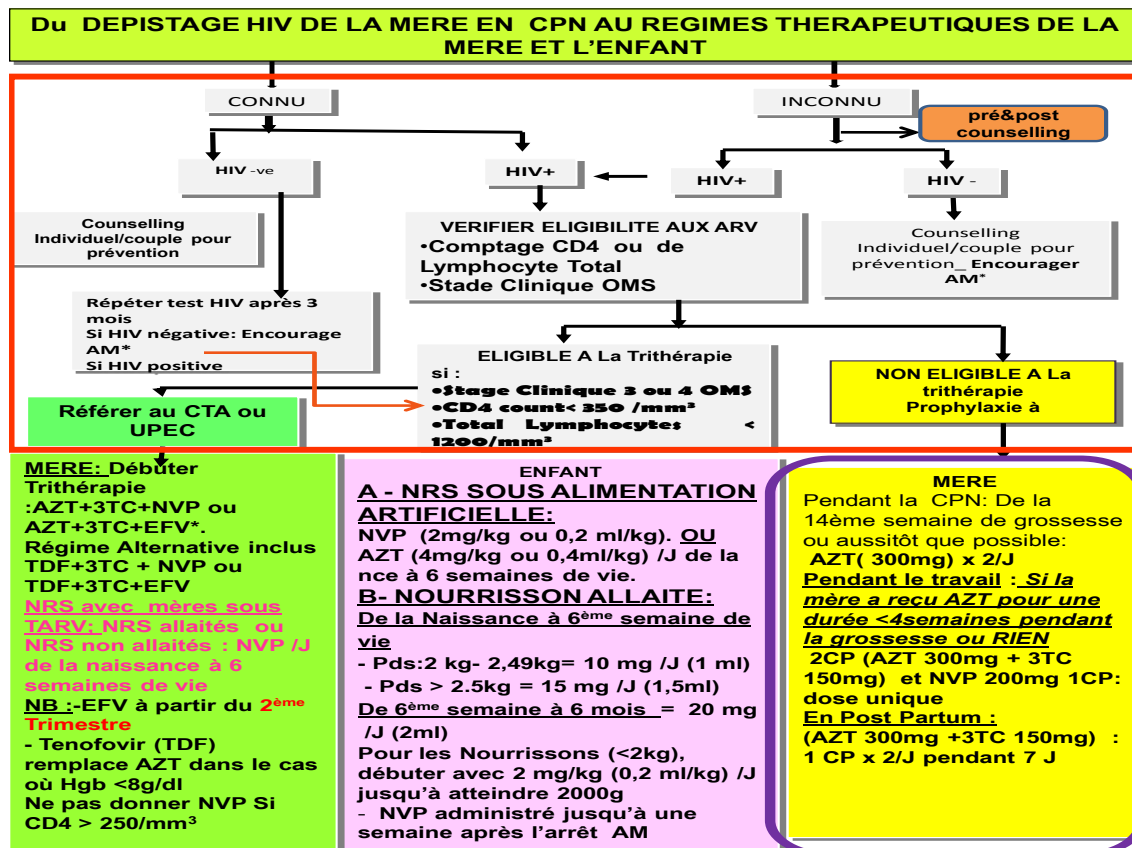 Du DEPISTAGE HIV DE LA MERE EN CPN AU REGIMES THERAPEUTIQUES DE LA
MERE ET L'ENFANT
CONNU
INCONNU
pré&post
counselling
HIV -ve
HIV+
HIV+
HIV -
Counselling
Individuel/couple pour
prévention
VERIFIER ELIGIBILITE AUX ARV
•Comptage CD4 ou de
Lymphocyte Total
•Stade Clinique OMS
Counselling
Individuel/couple pour
prévention_ Encourager
AM*
Répéter test HIV après 3
mois
Si HIV négative: Encourage
AM*
Si HIV positive
ELIGIBLE A La Trithérapie
si :
•Stage Clinique 3 ou 4 OMS
•CD4 count< 350 /mm³
•Total Lymphocytes <
1200/mm³
NON ELIGIBLE A La
trithérapie
Prophylaxie à
Référer au CTA ou
UPEC
MERE: Débuter
Trithérapie
:AZT+3TC+NVP ou
AZT+3TC+EFV*.
Régime Alternative inclus
TDF+3TC + NVP ou
TDF+3TC+EFV
NRS avec mères sous
TARV; NRS allaités ou
NRS non allaités : NVP /J
de la naissance à 6
semaines de vie
NB :-EFV à partir du 2ème
Trimestre
- Tenofovir (TDF)
remplace AZT dans le cas
où Hgb <8g/dl
Ne pas donner NVP Si
CD4 > 250/mm³
ENFANT
A - NRS SOUS ALIMENTATION
ARTIFICIELLE:
NVP (2mg/kg ou 0,2 ml/kg). OU
AZT (4mg/kg ou 0,4ml/kg) /J de la
nce à 6 semaines de vie.
B- NOURRISSON ALLAITE:
De la Naissance à 6ème semaine de
vie
- Pds:2 kg- 2,49kg= 10 mg /J (1 ml)
- Pds > 2.5kg = 15 mg /J (1,5ml)
De 6ème semaine à 6 mois = 20 mg
/J (2ml)
Pour les Nourrissons (<2kg),
débuter avec 2 mg/kg (0,2 ml/kg) /J
jusqu'à atteindre 2000g
- NVP administré jusqu'à une
semaine après l'arrêt AM
MERE
Pendant la CPN: De la
14ème semaine de grossesse
ou aussitôt que possible:
AZT( 300mg) x 2/J
Pendant le travail : Si la
mère a reçu AZT pour une
durée <4semaines pendant
la grossesse ou RIEN
2CP (AZT 300mg + 3TC
150mg) et NVP 200mg 1CP:
dose unique
En Post Partum :
(AZT 300mg +3TC 150mg) :
1 CP x 2/J pendant 7 J